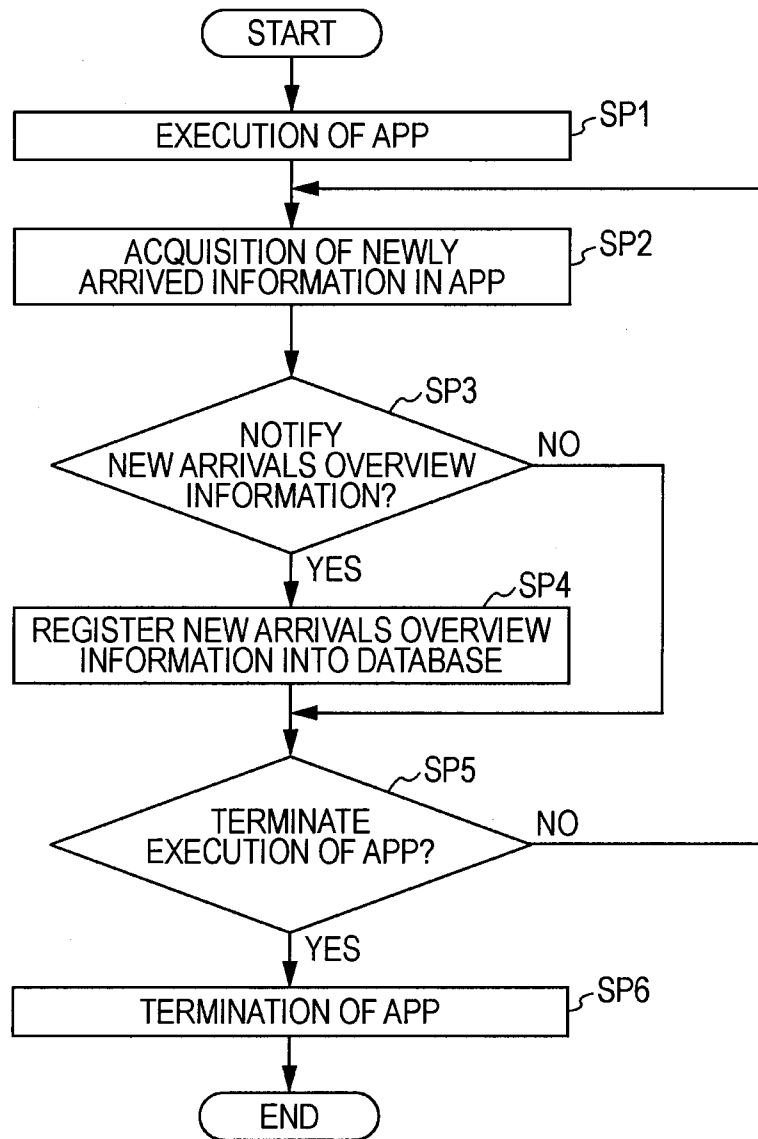 START
EXECUTION OF APP
SP1
ACQUISITION OF NEWLY
ARRIVED INFORMATION IN APP
SP2
SP3
NOTIFY
NEW ARRIVALS OVERVIEW
INFORMATION?
NO
YES
SP4
REGISTER NEW ARRIVALS OVERVIEW
INFORMATION INTO DATABASE
SP5
TERMINATE
EXECUTION OF APP?
NO
YES
TERMINATION OF APP
SP6
END